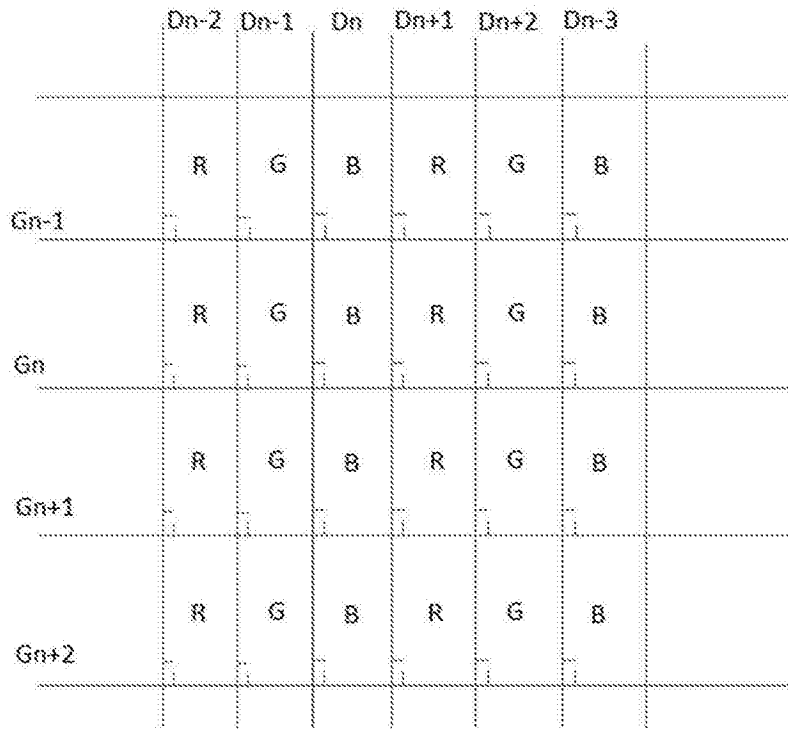 Dn-2 Dn-1 Dn Dn+1 Dn+2 Dn-3
R G B R G B
Gn-1
R G B R G B
Gn
R G B R G B
Gn+1
R G B R G B
Gn+2